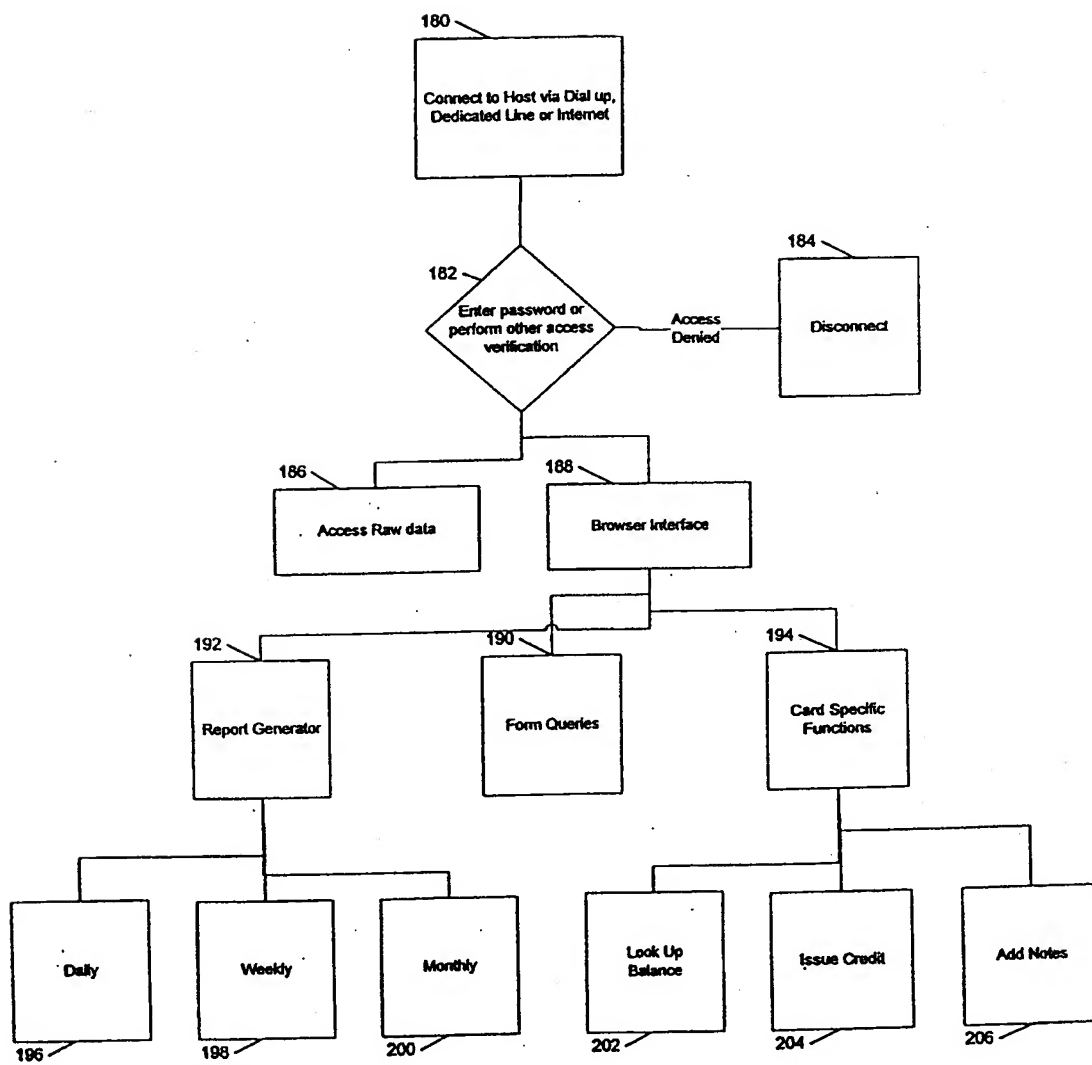 180
Connect to Host via Dial up,
Dedicated Line or Internet
182
Enter password or
perform other access
verification
Access
Denied
184
Disconnect
186
Access Raw data
188
Browser Interface
192
Report Generator
190
Form Queries
194
Card Specific
Functions
Daily
196
Weekly
198
Monthly
200
Look Up
Balance
202
Issue Credit
204
Add Notes
206